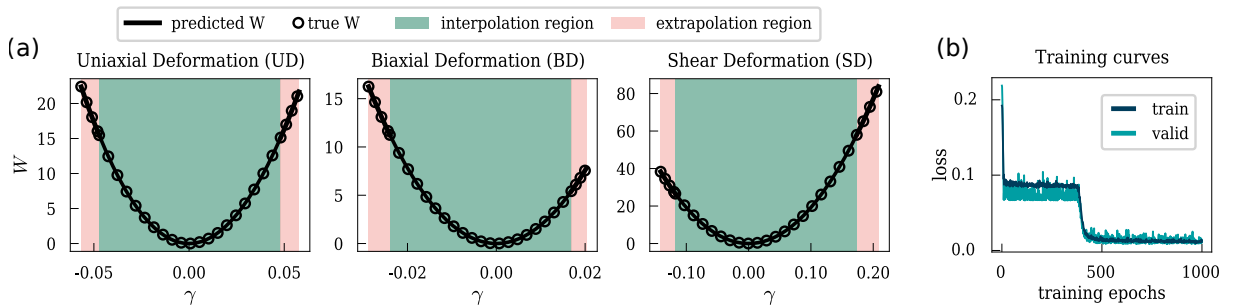 predicted W true W interpolation region extrapolation region
(a)
Uniaxial Deformation (UD)
W
20
15
10
5
0
-0.05 0.00 0.05
γ
Biaxial Deformation (BD)
15
10
5
0
-0.02 0.00 0.02
γ
Shear Deformation (SD)
80
60
40
20
0
-0.10 0.00 0.10 0.20
γ
(b)
Training curves
train
valid
loss
0.2
0.1
0.0
0 500 1000
training epochs